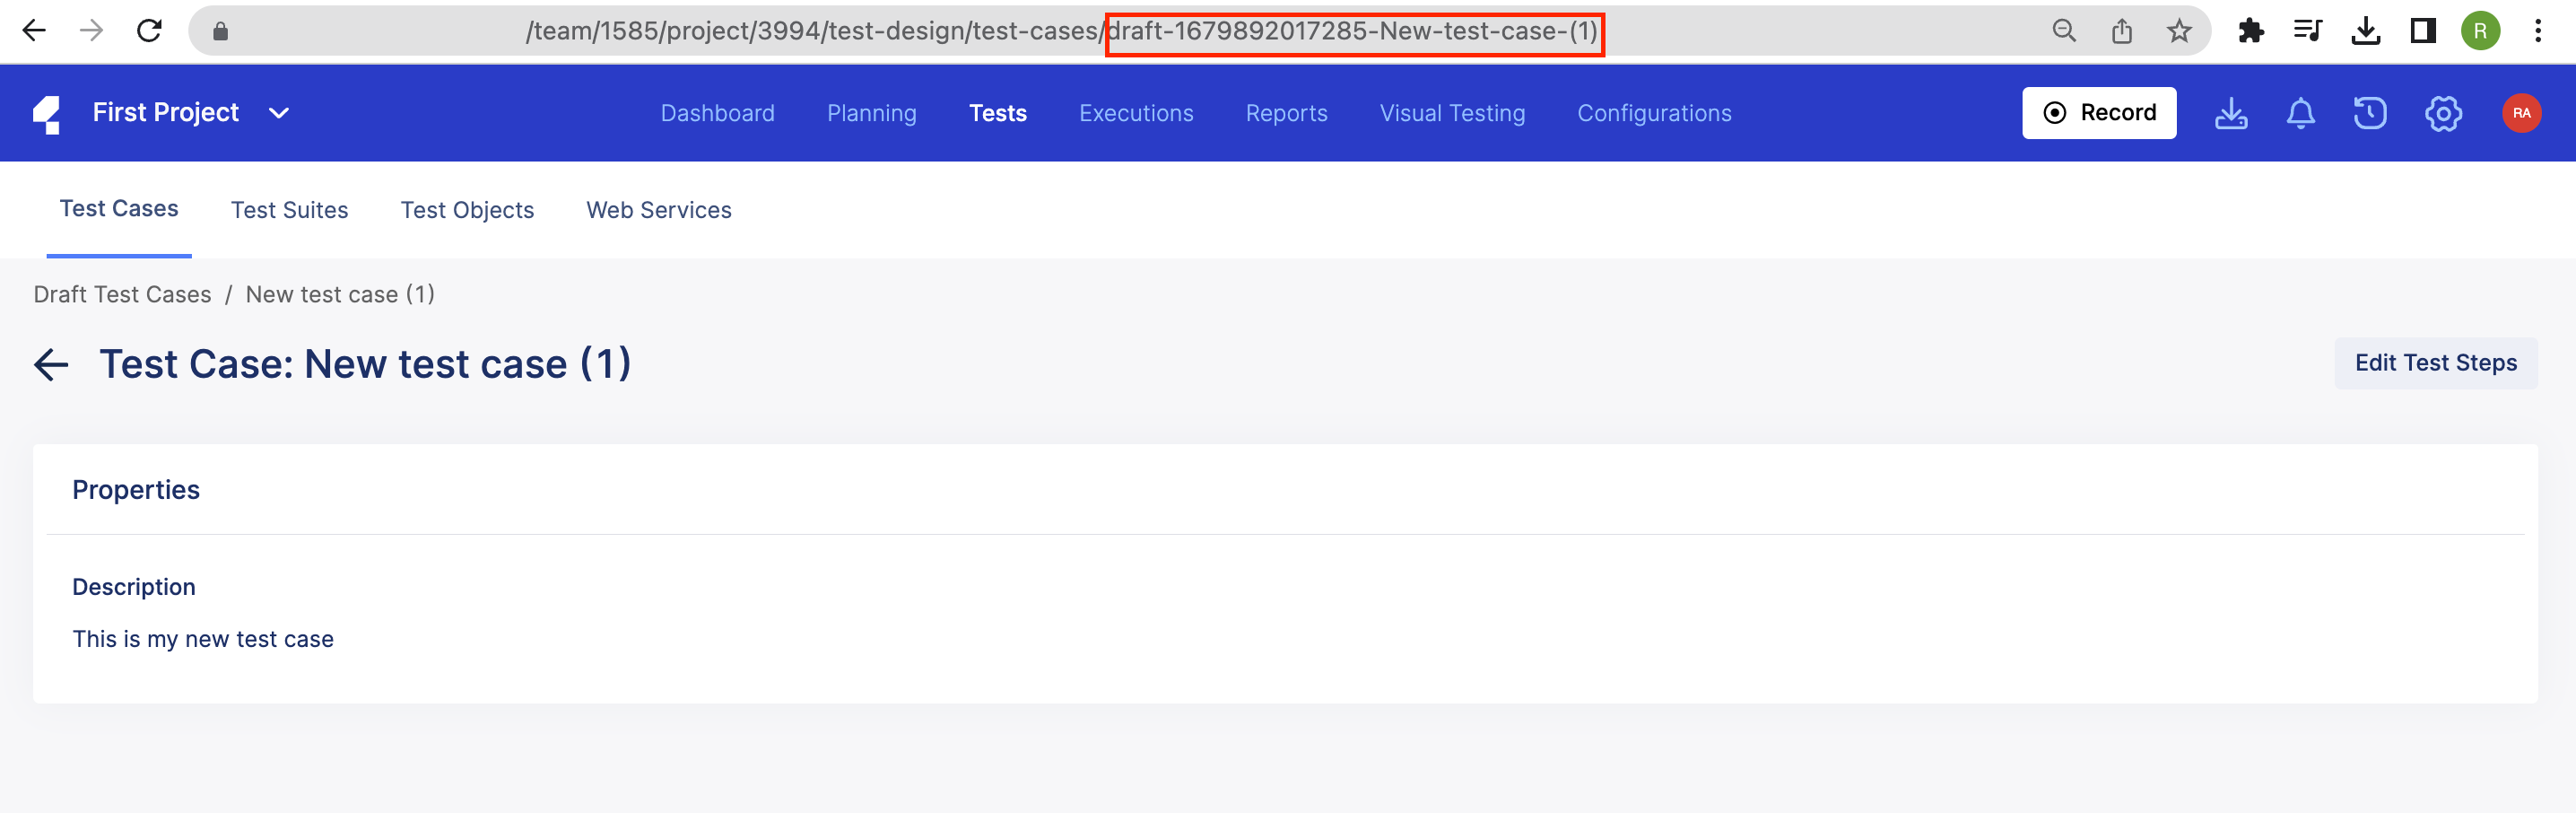 /team/1585/project/3994/test-design/test-cases/draft-1679892017285-New-test-case-(1)
R
First Project
Dashboard Planning Tests Executions Reports Visual Testing Configurations
Record
RA
Test Cases Test Suites Test Objects Web Services
Draft Test Cases / New test case (1)
Test Case: New test case (1)
Edit Test Steps
Properties
Description
This is my new test case